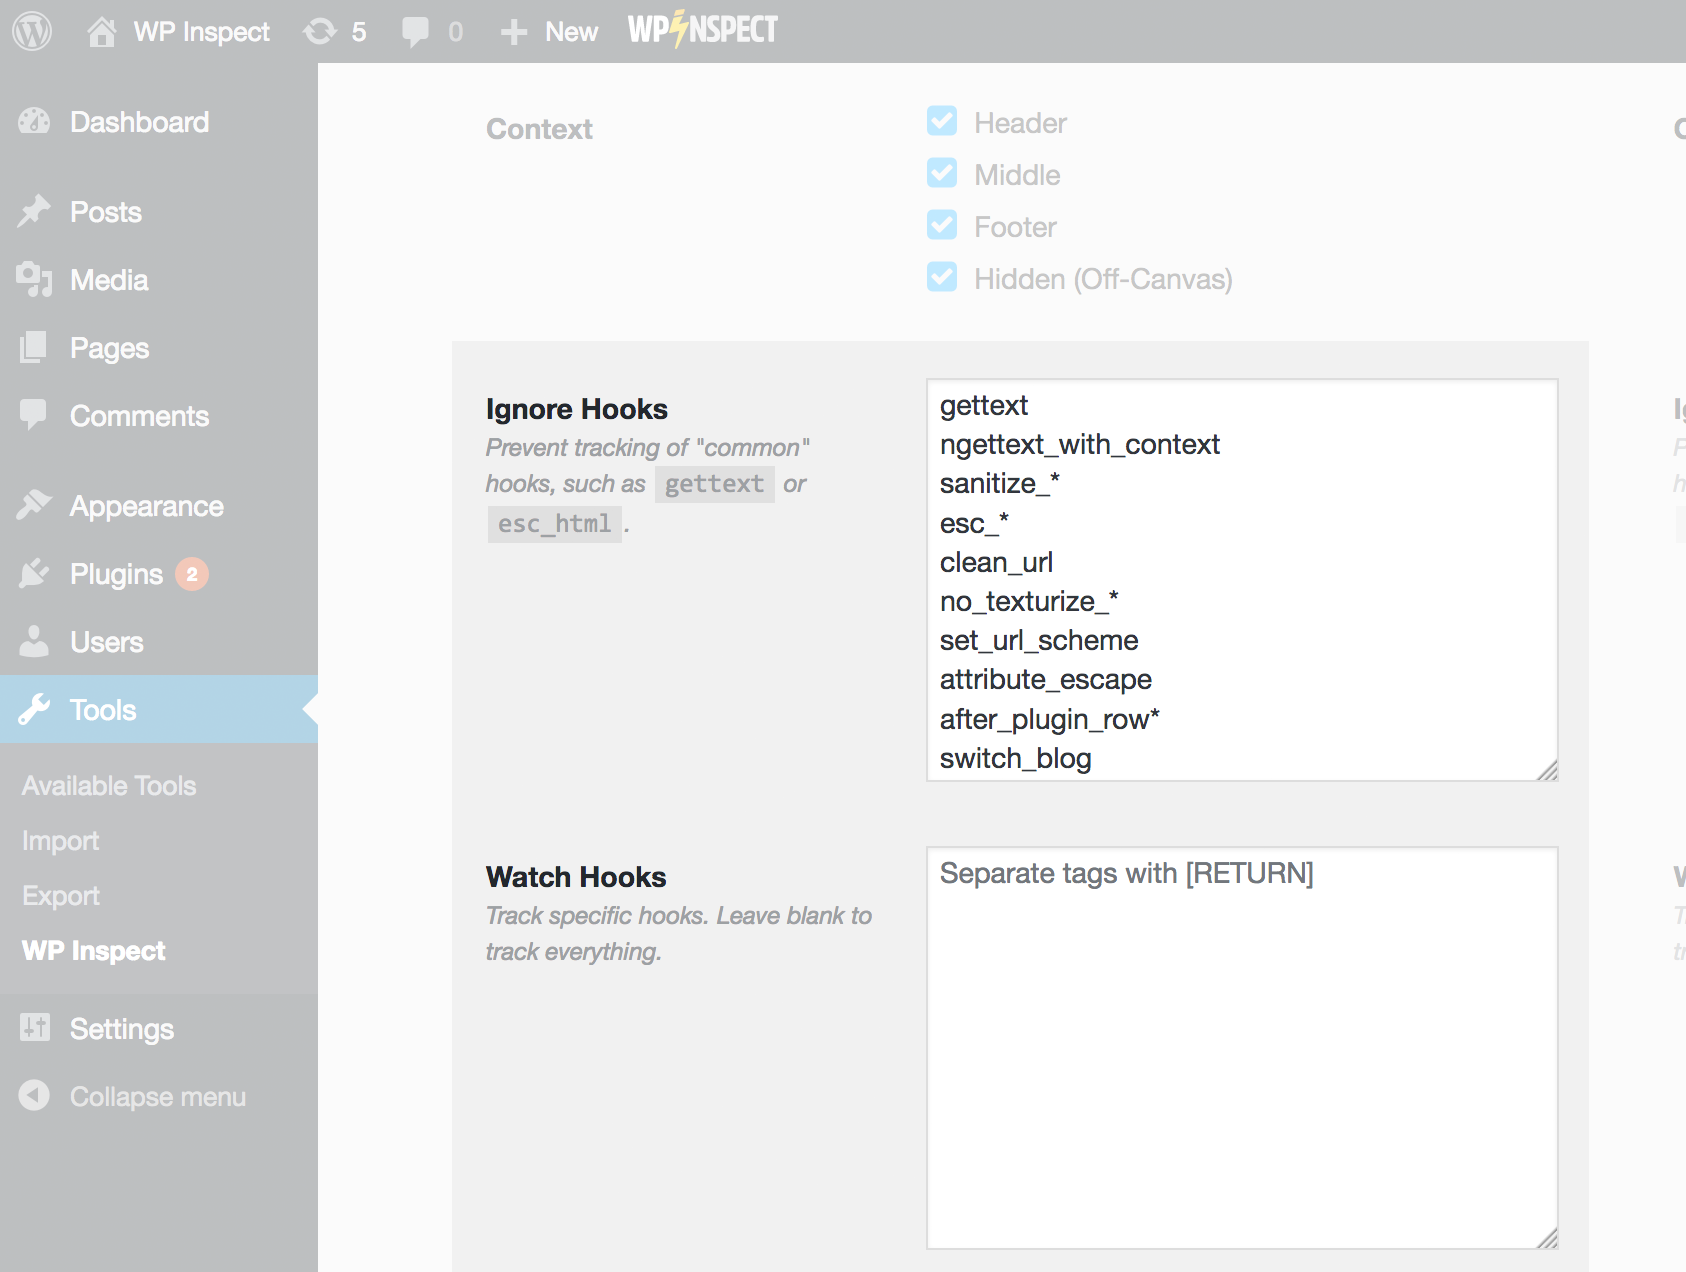 WP Inspect 5 0 New WP INSPECT
Dashboard
Posts
Media
Pages
Comments
Appearance
Plugins 2
Users
Tools
Available Tools
Import
Export
WP Inspect
Settings
Collapse menu
Context
Header
Middle
Footer
Hidden (Off-Canvas)
Ignore Hooks
Prevent tracking of "common"
hooks, such as gettext or
esc_html.
gettext
ngettext_with_context
sanitize_*
esc_*
clean_url
no_texturize_*
set_url_scheme
attribute_escape
after_plugin_row*
switch_blog
Watch Hooks
Track specific hooks. Leave blank to
track everything.
Separate tags with [RETURN]